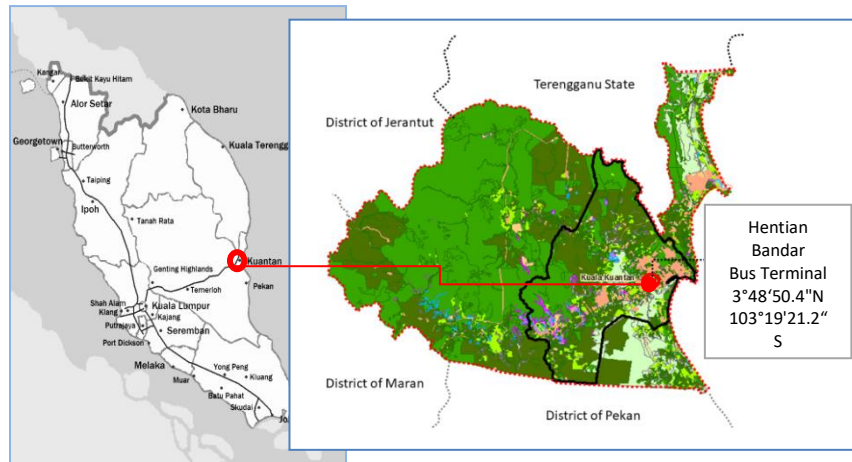 Kangar
Bukit Kayu Hitam
Alor Setar
Kota Bharu
Georgetown
Butterworth
Kuala Terengg
Taiping
Ipoh
Tanah Rata
Kuantan
Genting Highlands
Temerloh
Pekan
Shah Alam
Klang
Kuala Lumpur
Kajang
Putrajaya
Seremban
Port Dickson
Melaka
Muar
Yong Peng
Kluang
Batu Pahat
Skudai
Jo
Terengganu State
District of Jerantut
Kuala Kuantan
District of Maran
District of Pekan
Hentian
Bandar
Bus Terminal
3°48‘50.4"N
103°19'21.2“
S